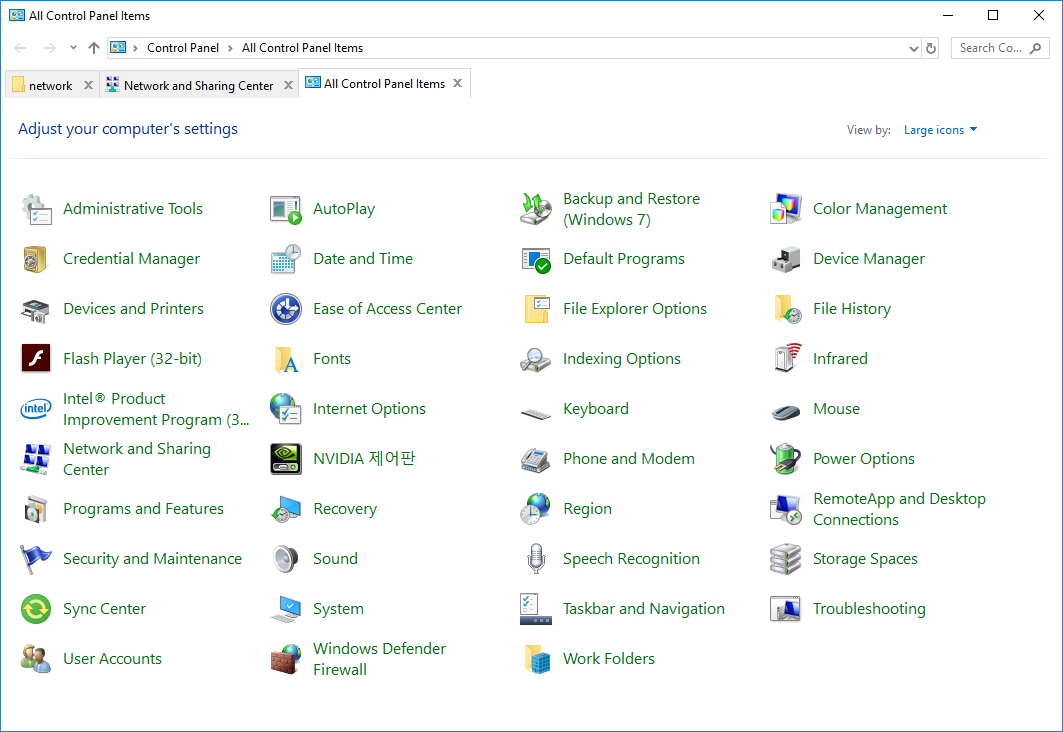 All Control Panel Items
Control Panel > All Control Panel Items
Search Co...
network
Network and Sharing Center
All Control Panel Items
Adjust your computer's settings
View by: Large icons
Administrative Tools
AutoPlay
Backup and Restore
(Windows 7)
Color Management
Credential Manager
Date and Time
Default Programs
Device Manager
Devices and Printers
Ease of Access Center
File Explorer Options
File History
Flash Player (32-bit)
Fonts
Indexing Options
Infrared
intel
Intel® Product
Improvement Program (3...
Internet Options
Keyboard
Mouse
Network and Sharing
Center
NVIDIA 제어판
Phone and Modem
Power Options
Programs and Features
Recovery
Region
RemoteApp and Desktop
Connections
Security and Maintenance
Sound
Speech Recognition
Storage Spaces
Sync Center
System
Taskbar and Navigation
Troubleshooting
User Accounts
Windows Defender
Firewall
Work Folders